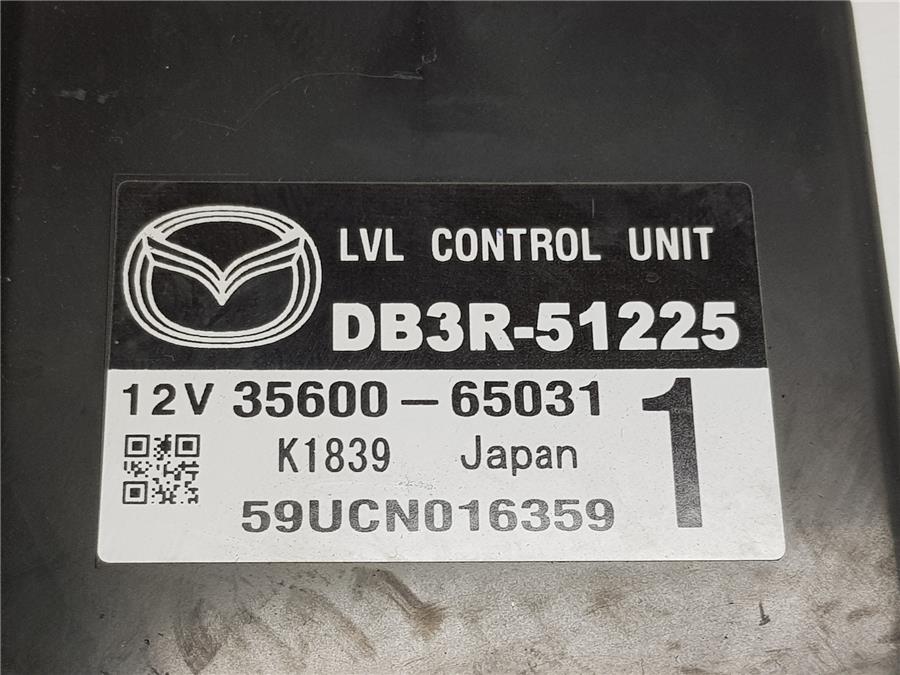 LVL CONTROL UNIT
DB3R-51225
12V 35600-65031
1
K1839 Japan
59UCN016359